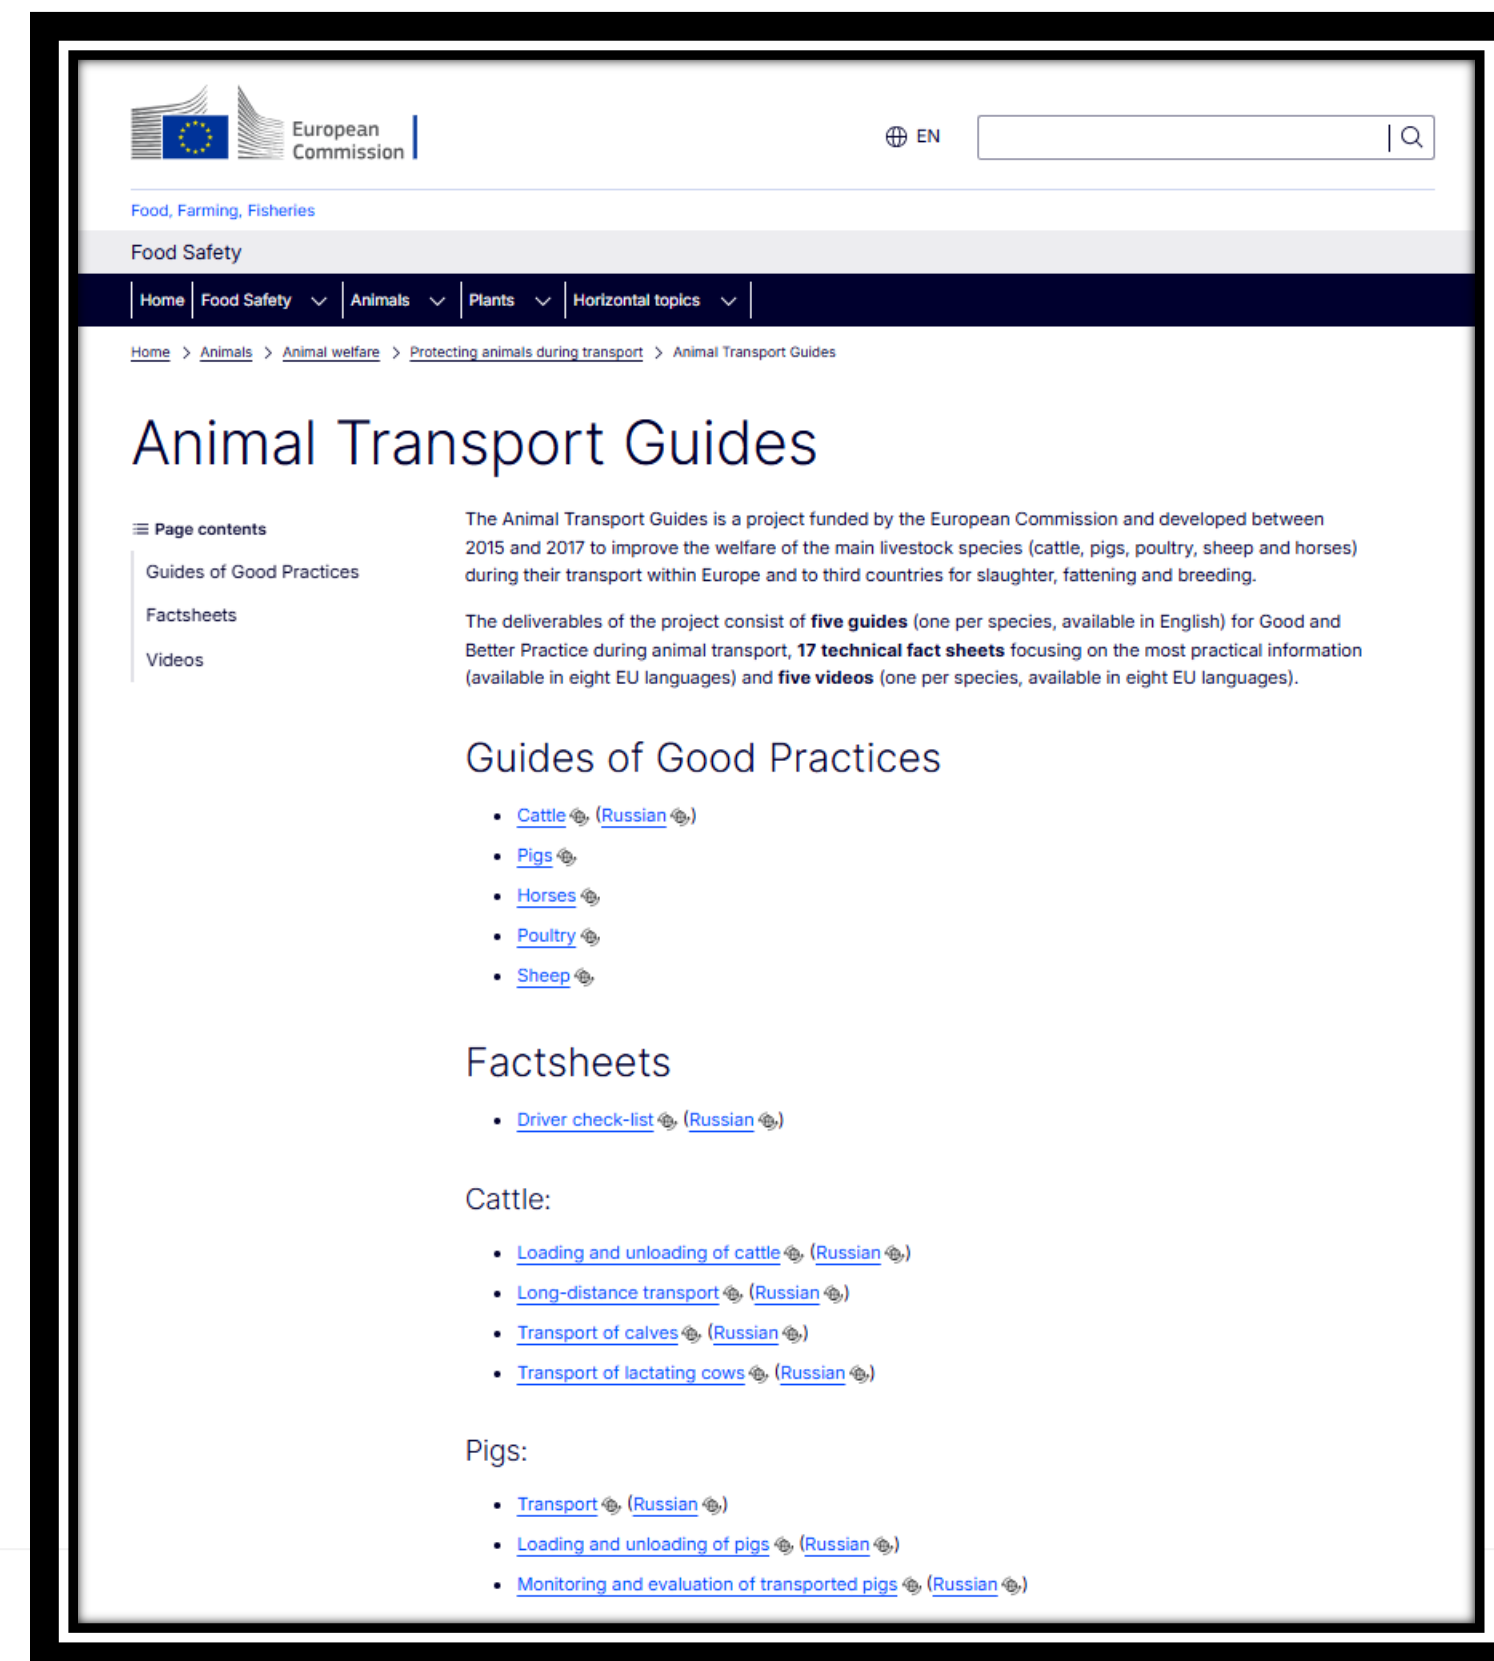 European
Commission
EN
Food, Farming, Fisheries
Food Safety
Home Food Safety Animals Plants Horizontal topics
Home > Animals > Animal welfare > Protecting animals during transport > Animal Transport Guides
Animal Transport Guides
Page contents
Guides of Good Practices
Factsheets
Videos
The Animal Transport Guides is a project funded by the European Commission and developed between
2015 and 2017 to improve the welfare of the main livestock species (cattle, pigs, poultry, sheep and horses)
during their transport within Europe and to third countries for slaughter, fattening and breeding.
The deliverables of the project consist of five guides (one per species, available in English) for Good and
Better Practice during animal transport, 17 technical fact sheets focusing on the most practical information
(available in eight EU languages) and five videos (one per species, available in eight EU languages).
Guides of Good Practices
• Cattle (Russian)
• Pigs
• Horses
• Poultry
• Sheep
Factsheets
• Driver check-list (Russian)
Cattle:
• Loading and unloading of cattle (Russian)
• Long-distance transport (Russian)
• Transport of calves (Russian)
• Transport of lactating cows (Russian)
Pigs:
• Transport (Russian)
• Loading and unloading of pigs (Russian)
• Monitoring and evaluation of transported pigs (Russian)